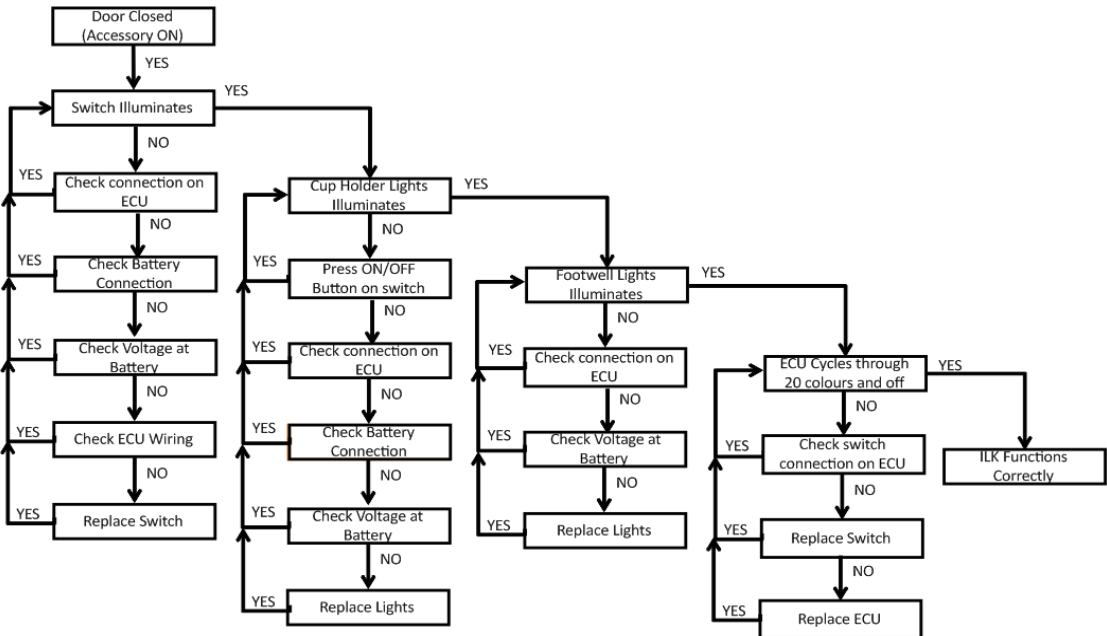 Door Closed
(Accessory ON)
YES
Switch Illuminates
YES
NO
Check connection on
ECU
YES
NO
Check Battery
Connection
YES
NO
Check Voltage at
Battery
YES
NO
Check ECU Wiring
YES
NO
Replace Switch
YES
Cup Holder Lights
Illuminates
YES
NO
Press ON/OFF
Button on switch
YES
NO
Check connection on
ECU
YES
NO
Check Battery
Connection
YES
NO
Check Voltage at
Battery
YES
NO
Replace Lights
YES
Footwell Lights
Illuminates
YES
NO
Check connection on
ECU
YES
NO
Check Voltage at
Battery
YES
NO
Replace Lights
YES
ECU Cycles through
20 colours and off
YES
NO
Check switch
connection on ECU
YES
NO
Replace Switch
YES
NO
Replace ECU
YES
ILK Functions
Correctly